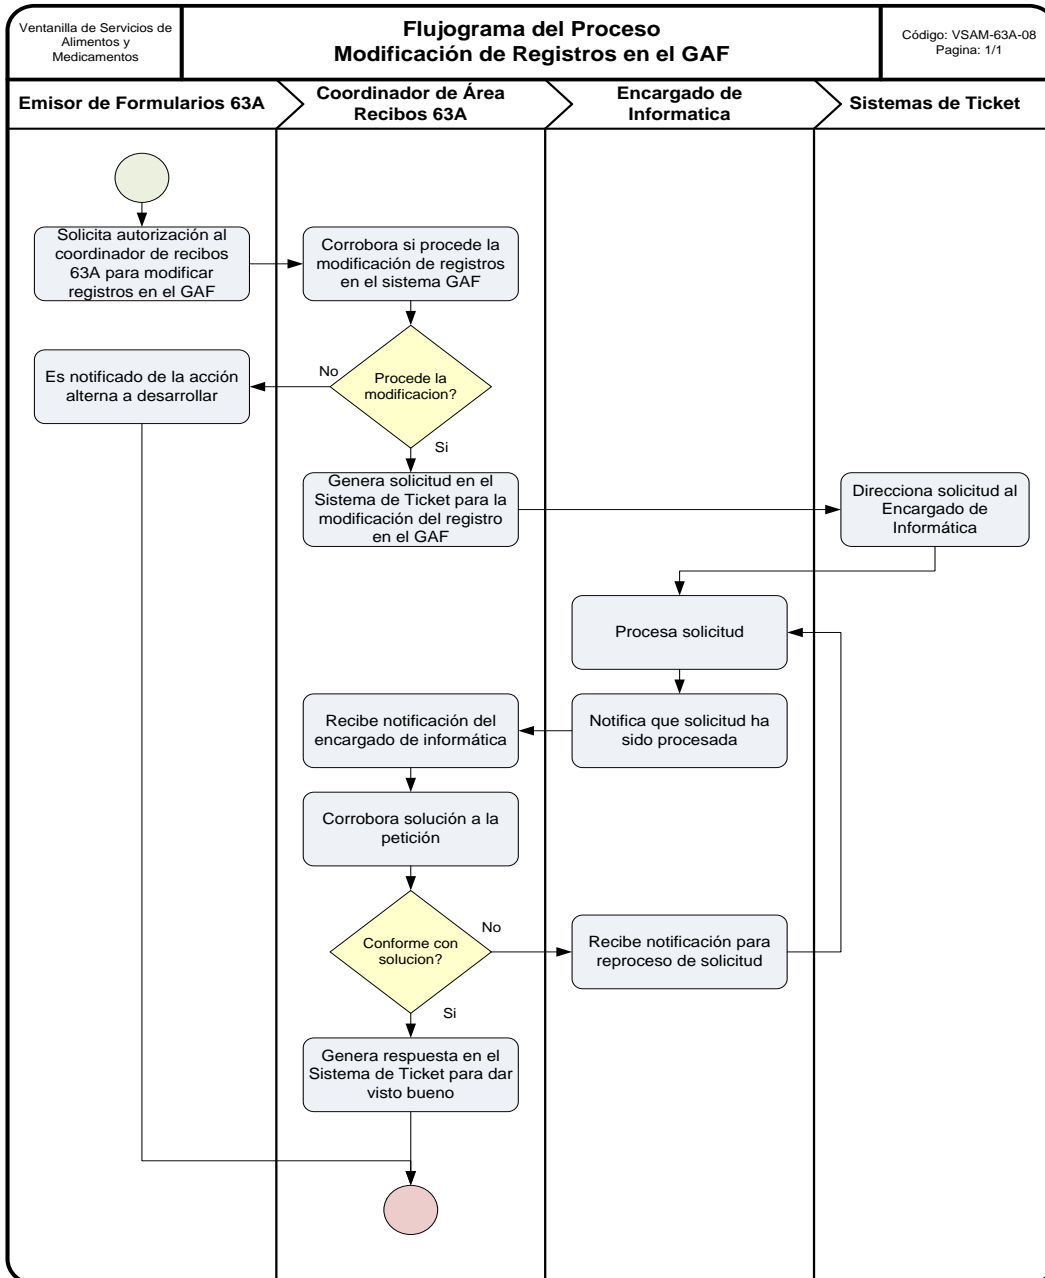 Ventanilla de Servicios de
Alimentos y
Medicamentos
Flujograma del Proceso
Modificación de Registros en el GAF
Código: VSAM-63A-08
Pagina: 1/1
Emisor de Formularios 63A
Coordinador de Área
Recibos 63A
Encargado de
Informatica
Sistemas de Ticket
Solicita autorización al
coordinador de recibos
63A para modificar
registros en el GAF
Corrobora si procede la
modificación de registros
en el sistema GAF
Es notificado de la acción
alterna a desarrollar
No
Procede la
modificacion?
Si
Genera solicitud en el
Sistema de Ticket para la
modificación del registro
en el GAF
Direcciona solicitud al
Encargado de
Informática
Procesa solicitud
Recibe notificación del
encargado de informática
Notifica que solicitud ha
sido procesada
Corrobora solución a la
petición
Conforme con
solucion?
No
Recibe notificación para
reproceso de solicitud
Si
Genera respuesta en el
Sistema de Ticket para dar
visto bueno